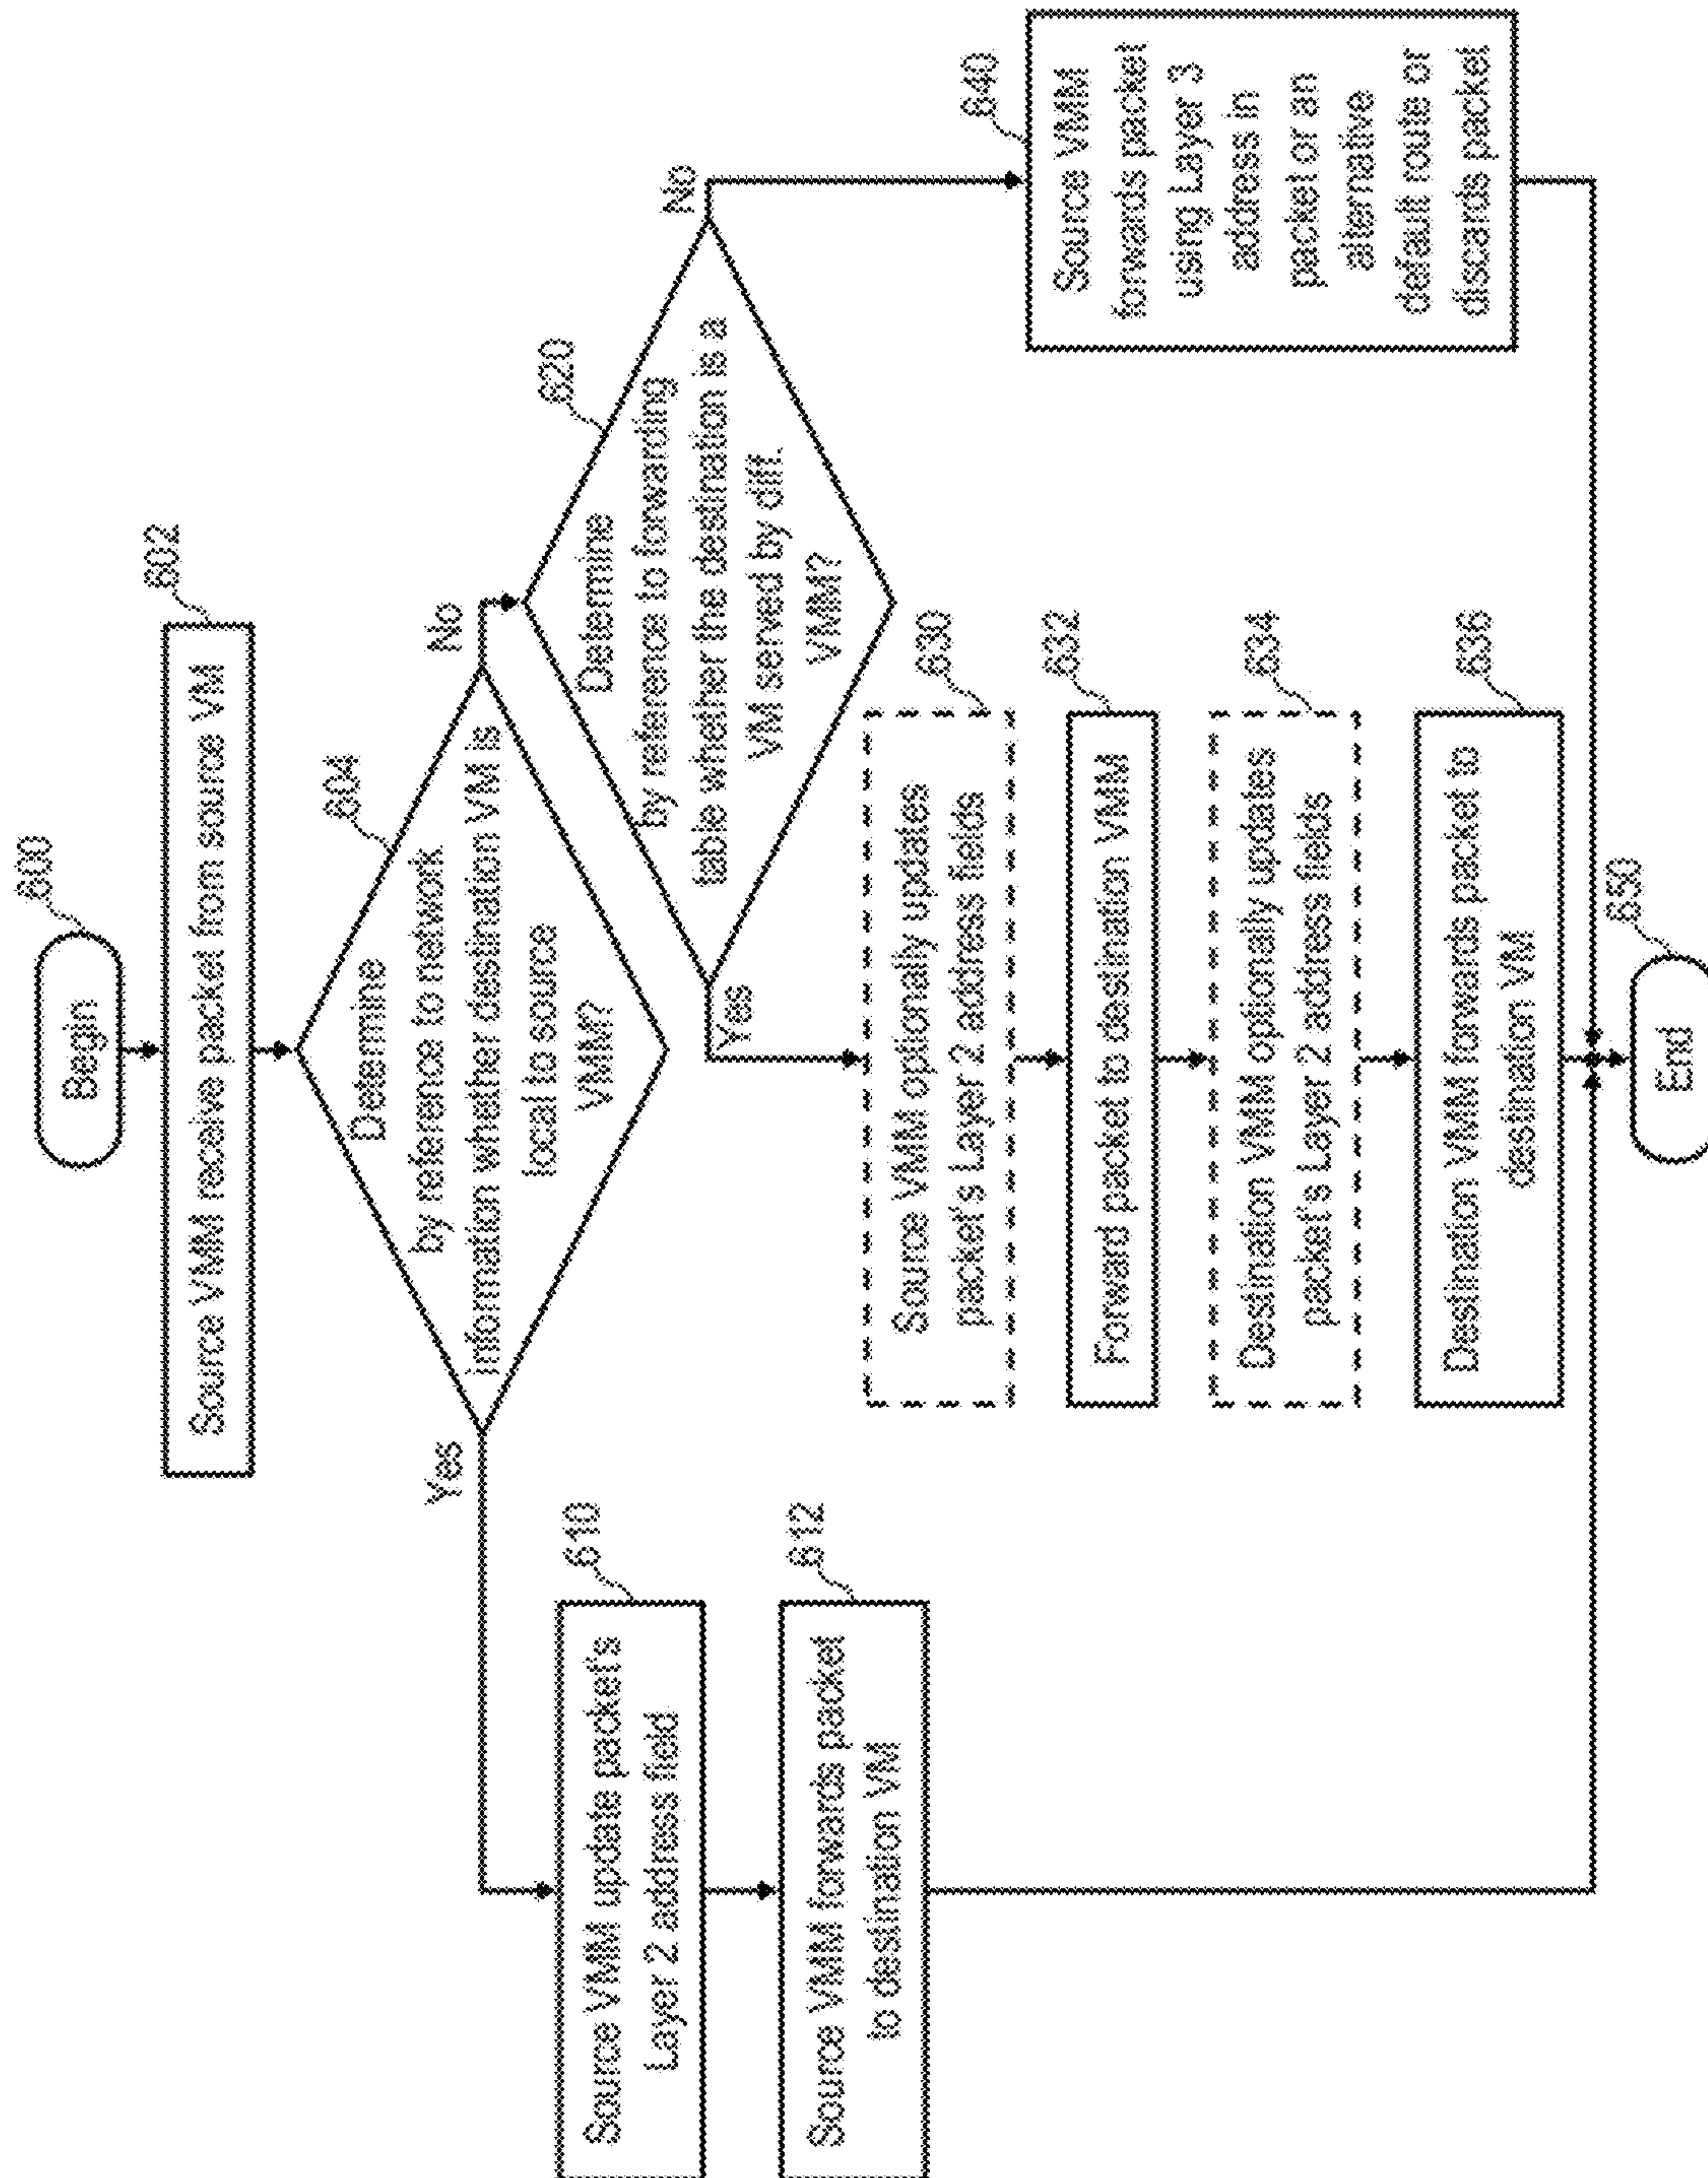 600
Begin
602
Source VMM receive packet from source VM
604
Determine
by reference to network
information whether destination VM is
local to source
VMM?
Yes
No
610
Source VMM update packet's
Layer 2 address field
612
Source VMM forwards packet
to destination VM
620
Determine
by reference to forwarding
table whether the destination is a
VM served by diff.
VMM?
Yes
No
630
Source VMM optionally updates
packet's Layer 2 address fields
632
Forward packet to destination VMM
634
Destination VMM optionally updates
packet's Layer 2 address fields
636
Destination VMM forwards packet to
destination VM
640
Source VMM
forwards packet
using Layer 3
address in
packet or an
alternative
default route or
discards packet
650
End